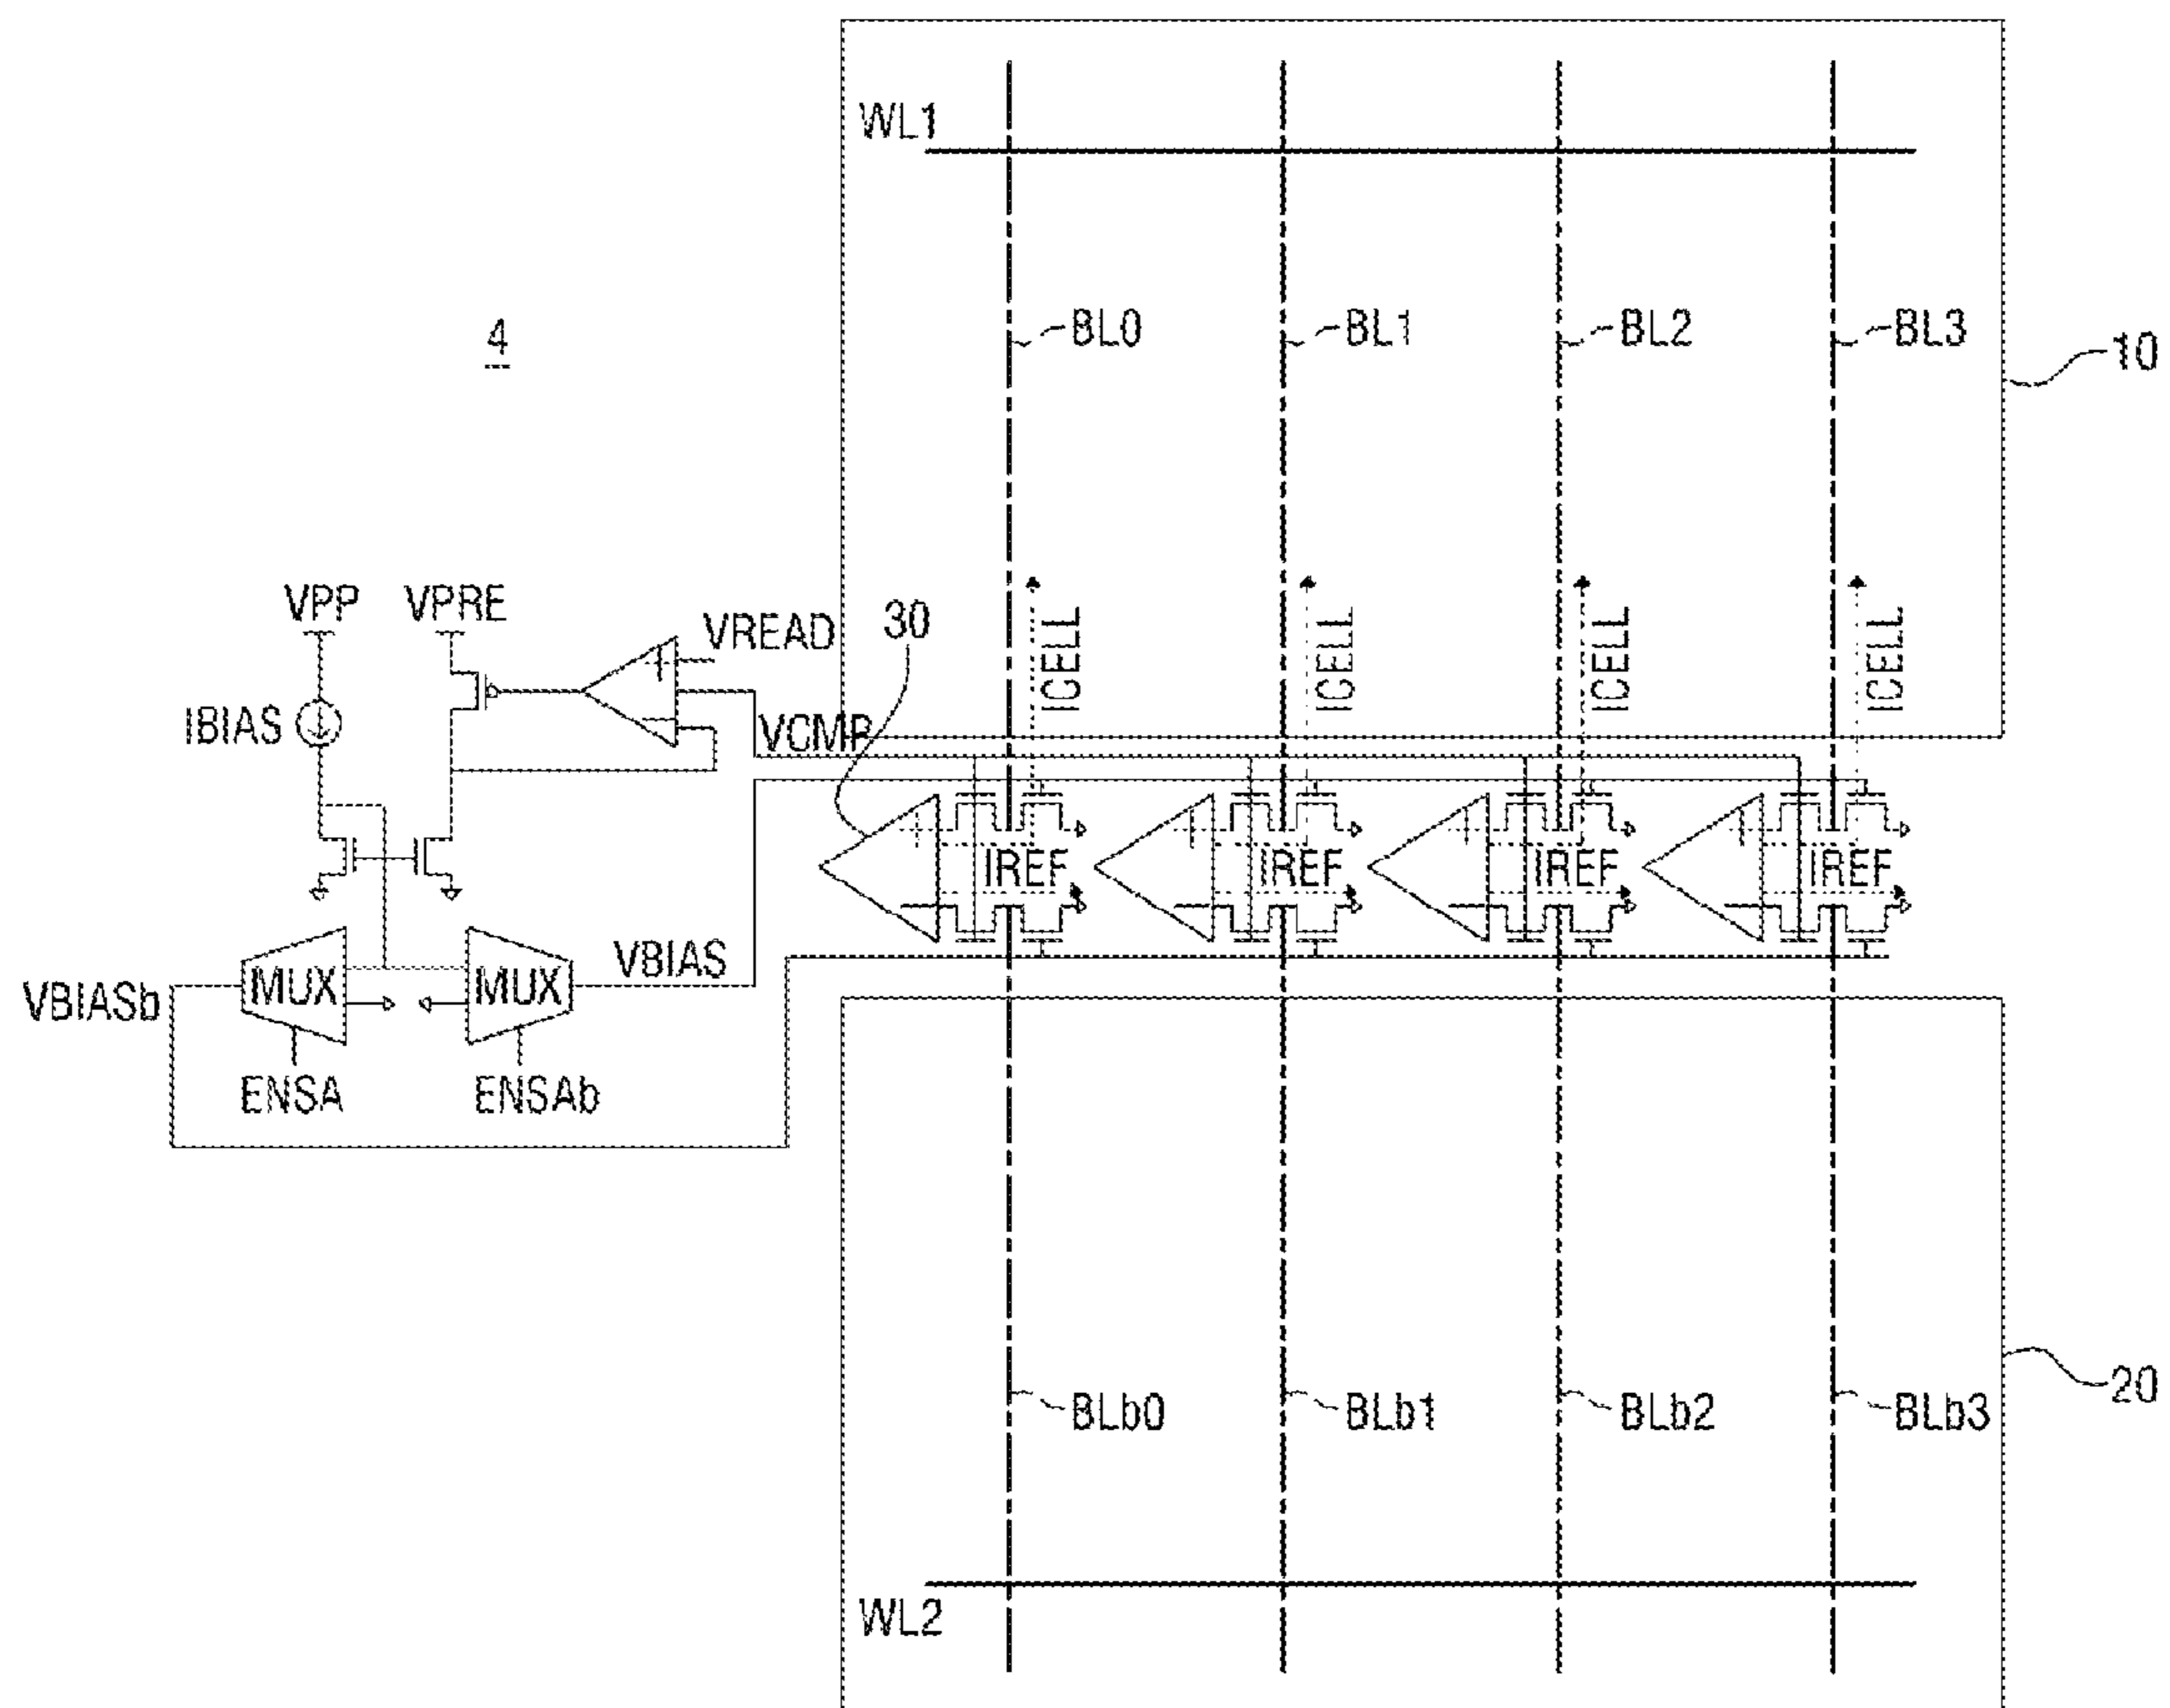 WL1
4
BL0
BL1
BL2
BL3
10
VPP
VPRE
VREAD
30
ICELL
ICELL
ICELL
ICELL
IBIAS
VCMP
IREF
IREF
IREF
IREF
MUX
MUX
VBIAS
VBIASb
ENSA
ENSAb
20
BLb0
BLb1
BLb2
BLb3
WL2